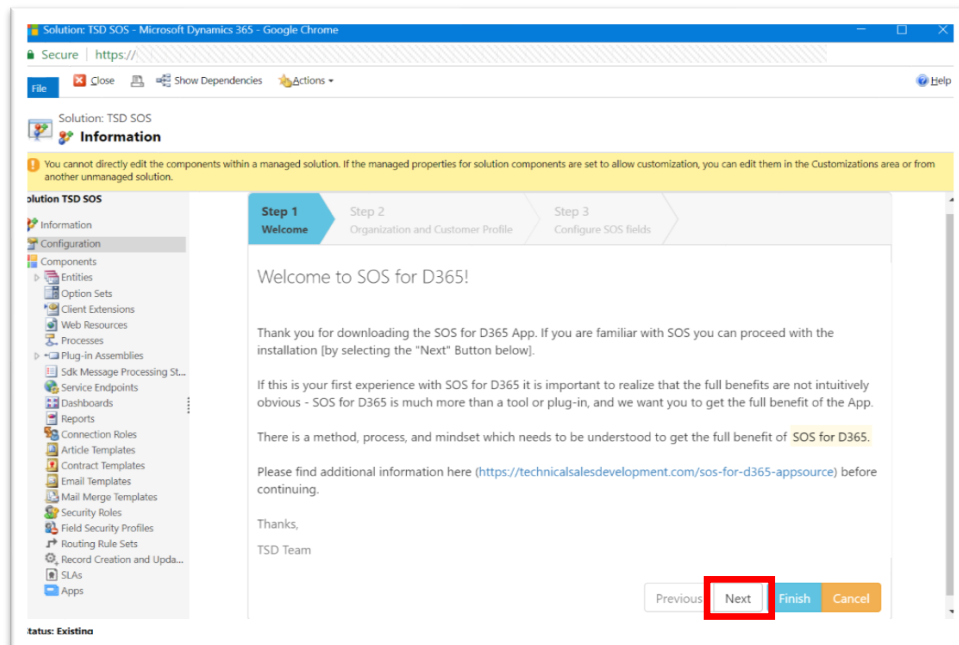 Solution: TSD SOS - Microsoft Dynamics 365 - Google Chrome
Secure | https://
File
Close
Show Dependencies
Actions
Help
Solution: TSD SOS
Information
You cannot directly edit the components within a managed solution. If the managed properties for solution components are set to allow customization, you can edit them in the Customizations area or from
another unmanaged solution.
olution TSD SOS
Information
Configuration
Components
Entities
Option Sets
Client Extensions
Web Resources
Processes
Plug-in Assemblies
Sdk Message Processing St...
Service Endpoints
Dashboards
Reports
Connection Roles
Article Templates
Contract Templates
Email Templates
Mail Merge Templates
Security Roles
Field Security Profiles
Routing Rule Sets
Record Creation and Upda...
SLAs
Apps
tatus: Existing
Step 1
Welcome
Step 2
Organization and Customer Profile
Step 3
Configure SOS fields
Welcome to SOS for D365!
Thank you for downloading the SOS for D365 App. If you are familiar with SOS you can proceed with the
installation [by selecting the "Next" Button below].
If this is your first experience with SOS for D365 it is important to realize that the full benefits are not intuitively
obvious - SOS for D365 is much more than a tool or plug-in, and we want you to get the full benefit of the App.
There is a method, process, and mindset which needs to be understood to get the full benefit of SOS for D365.
Please find additional information here (https://technicalsalesdevelopment.com/sos-for-d365-appsource) before
continuing.
Thanks,
TSD Team
Previous
Next
Finish
Cancel